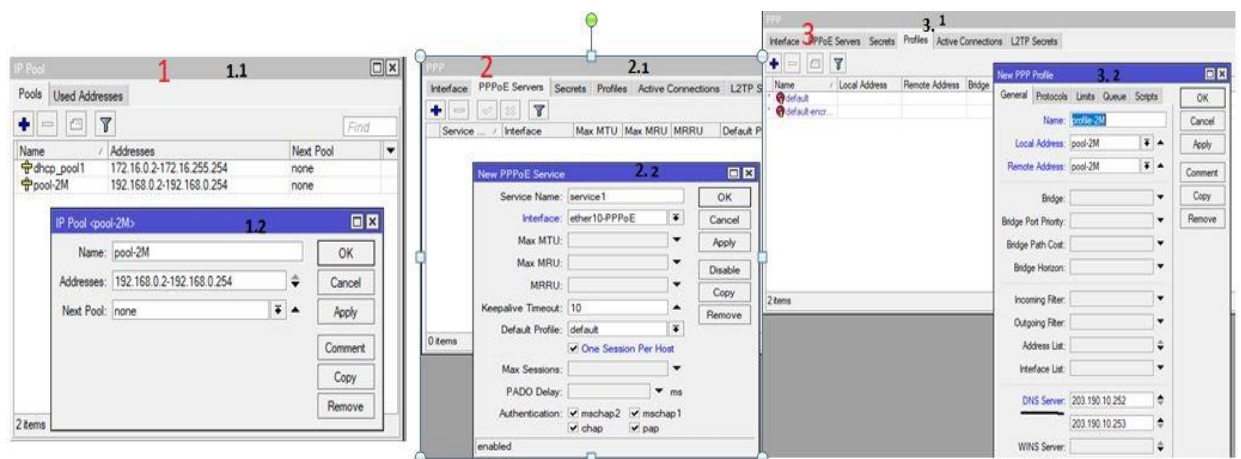 IP Pool 1 1.1
Pools Used Addresses
Find
Name Addresses Next Pool
dhcp_pool1 172.16.0.2-172.16.255.254 none
pool-2M 192.168.0.2-192.168.0.254 none
IP Pool <pool-2M> 1.2
Name: pool-2M OK
Addresses: 192.168.0.2-192.168.0.254 Cancel
Next Pool: none Apply
Comment
Copy
Remove
2 items
PPP 2 2.1
Interface PPPoE Servers Secrets Profiles Active Connections L2TP S
Service ... Interface Max MTU Max MRU MRRU Default P
New PPPoE Service 2. 2
Service Name: service1 OK
Interface: ether10-PPPoE Cancel
Max MTU: Apply
Max MRU: Disable
MRRU: Copy
Keepalive Timeout: 10 Remove
Default Profile: default
One Session Per Host
Max Sessions:
PADO Delay: ms
Authentication: mschap2 mschap1
chap pap
enabled
0 items
PPP 3 3. 1
Interface PPPoE Servers Secrets Profiles Active Connections L2TP Secrets
Name Local Address Remote Address Bridge
default
default-encr...
2 items
New PPP Profile 3. 2
General Protocols Limits Queue Scripts OK
Name: profile-2M Cancel
Local Address: pool-2M Apply
Remote Address: pool-2M Comment
Bridge: Copy
Bridge Port Priority: Remove
Bridge Path Cost:
Bridge Horizon:
Incoming Filter:
Outgoing Filter:
Address List:
Interface List:
DNS Server: 203.190.10.252
203.190.10.253
WINS Server: